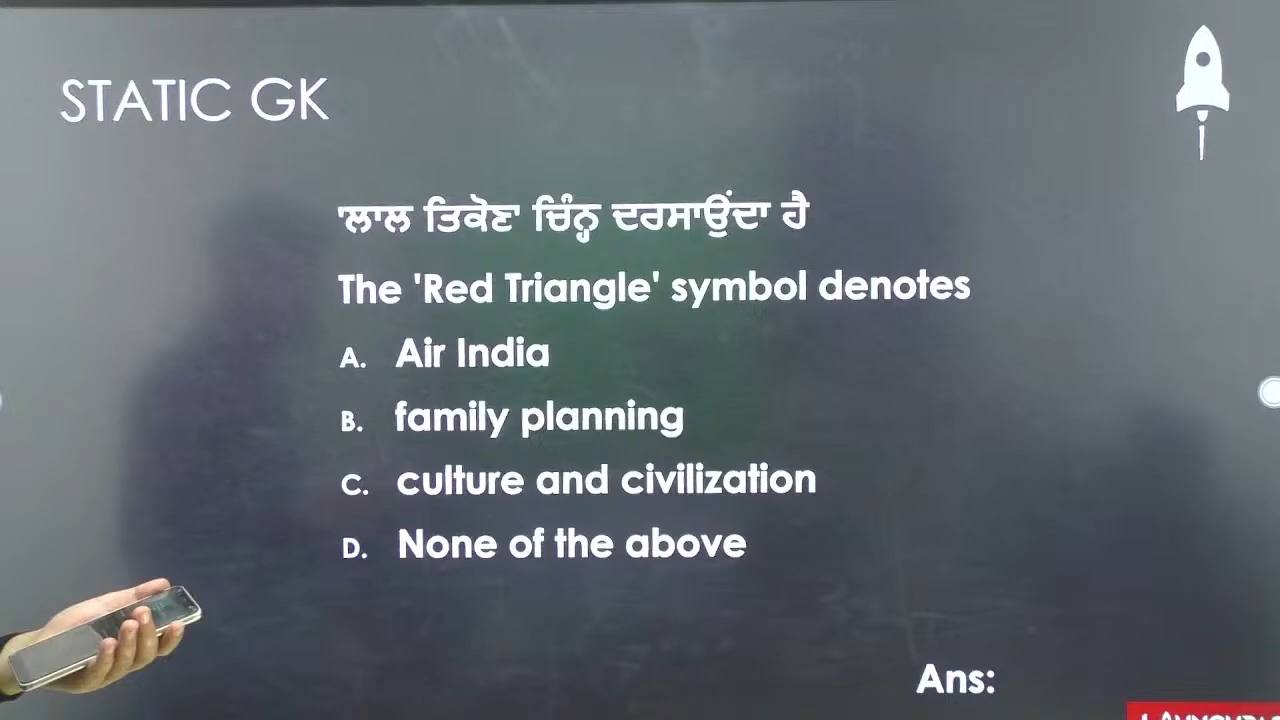 STATIC GK
'ਲਾਲ ਤਿਕੋਣ' ਚਿੰਨ੍ਹ ਦਰਸਾਉਂਦਾ ਹੈ
The 'Red Triangle' symbol denotes
A. Air India
B. family planning
C. culture and civilization
D. None of the above
Ans: